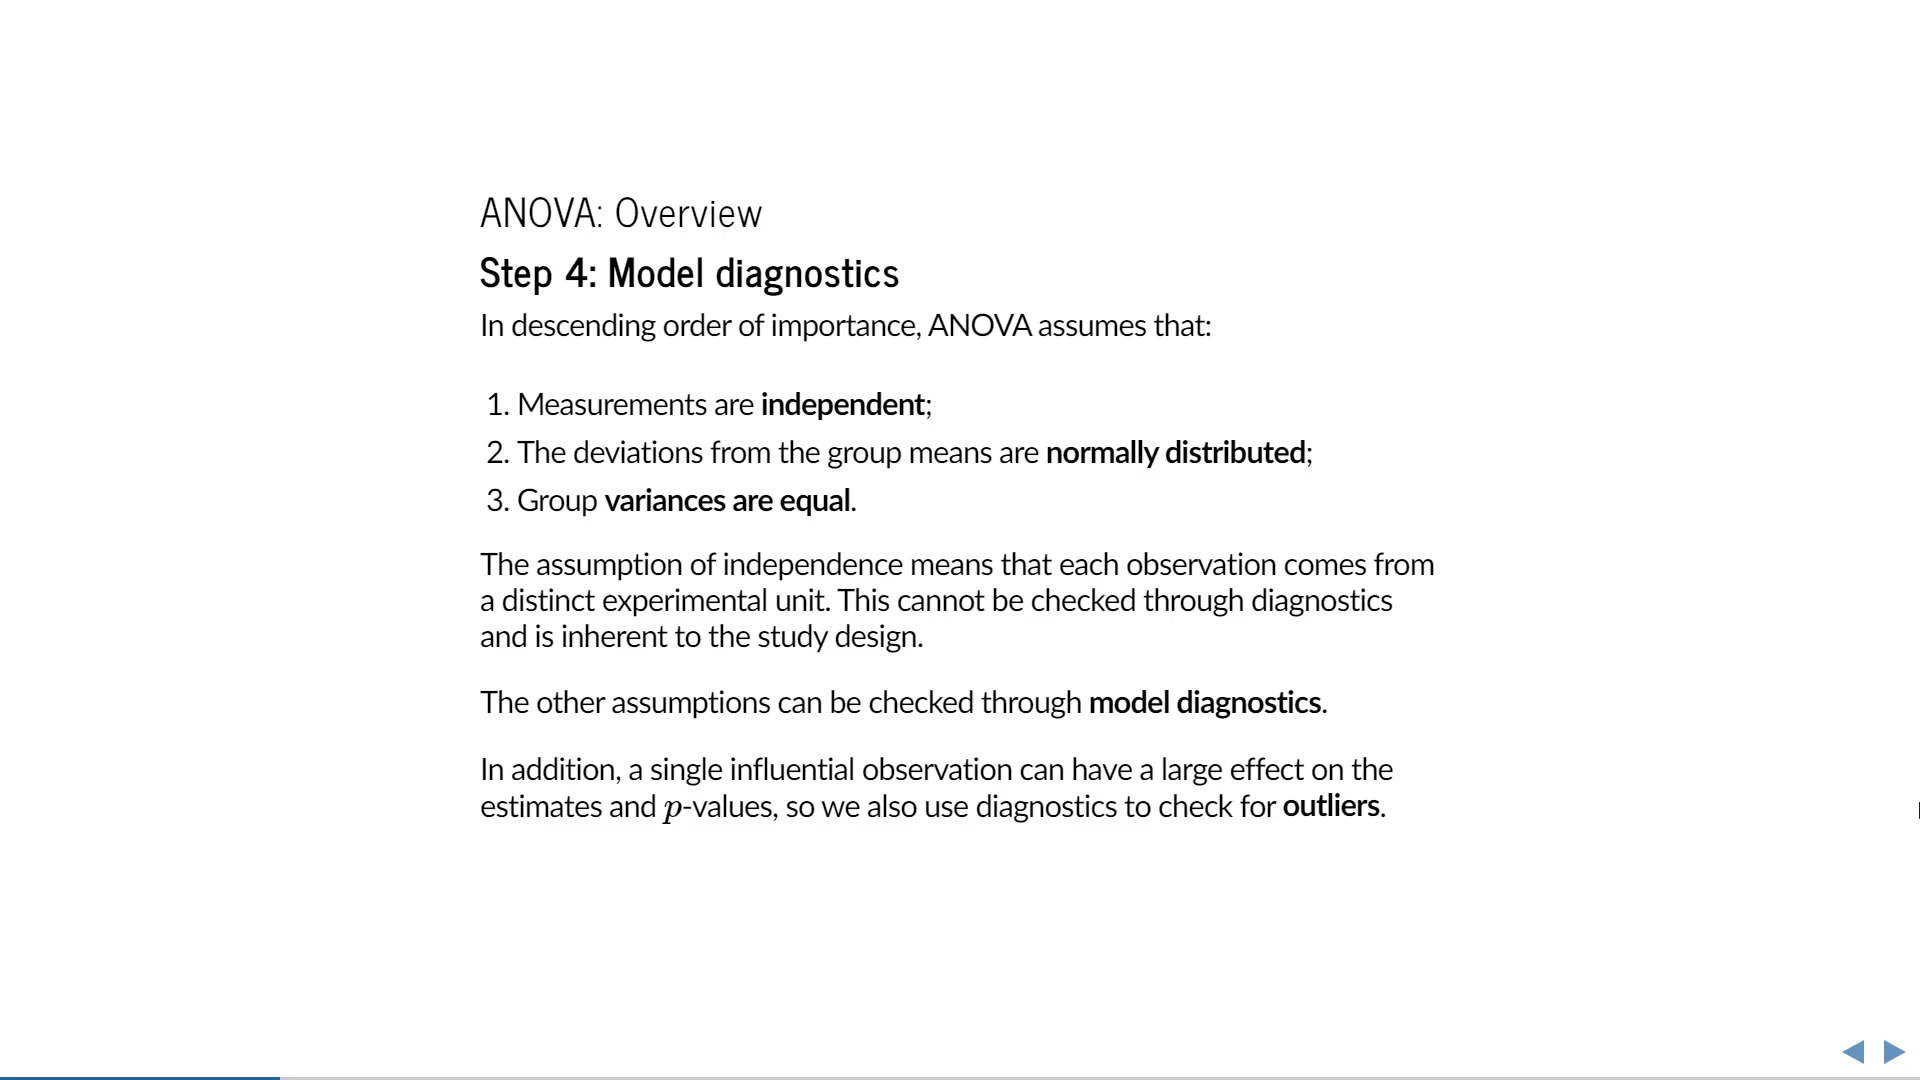 ANOVA: Overview
Step 4: Model diagnostics
In descending order of importance, ANOVA assumes that:
1. Measurements are independent;
2. The deviations from the group means are normally distributed;
3. Group variances are equal.
The assumption of independence means that each observation comes from
a distinct experimental unit. This cannot be checked through diagnostics
and is inherent to the study design.
The other assumptions can be checked through model diagnostics.
In addition, a single influential observation can have a large effect on the
estimates and p-values, so we also use diagnostics to check for outliers.